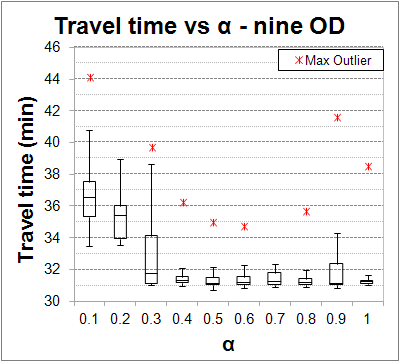 Travel time vs α - nine OD
Max Outlier
Travel time (min)
46
44
42
40
38
36
34
32
30
0.1 0.2 0.3 0.4 0.5 0.6 0.7 0.8 0.9 1
α